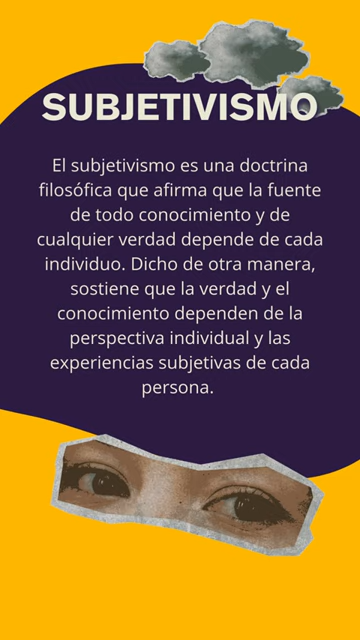 SUBJETIVISMO
El subjetivismo es una doctrina
filosófica que afirma que la fuente
de todo conocimiento y de
cualquier verdad depende de cada
individuo. Dicho de otra manera,
sostiene que la verdad y el
conocimiento dependen de la
perspectiva individual y las
experiencias subjetivas de cada
persona.